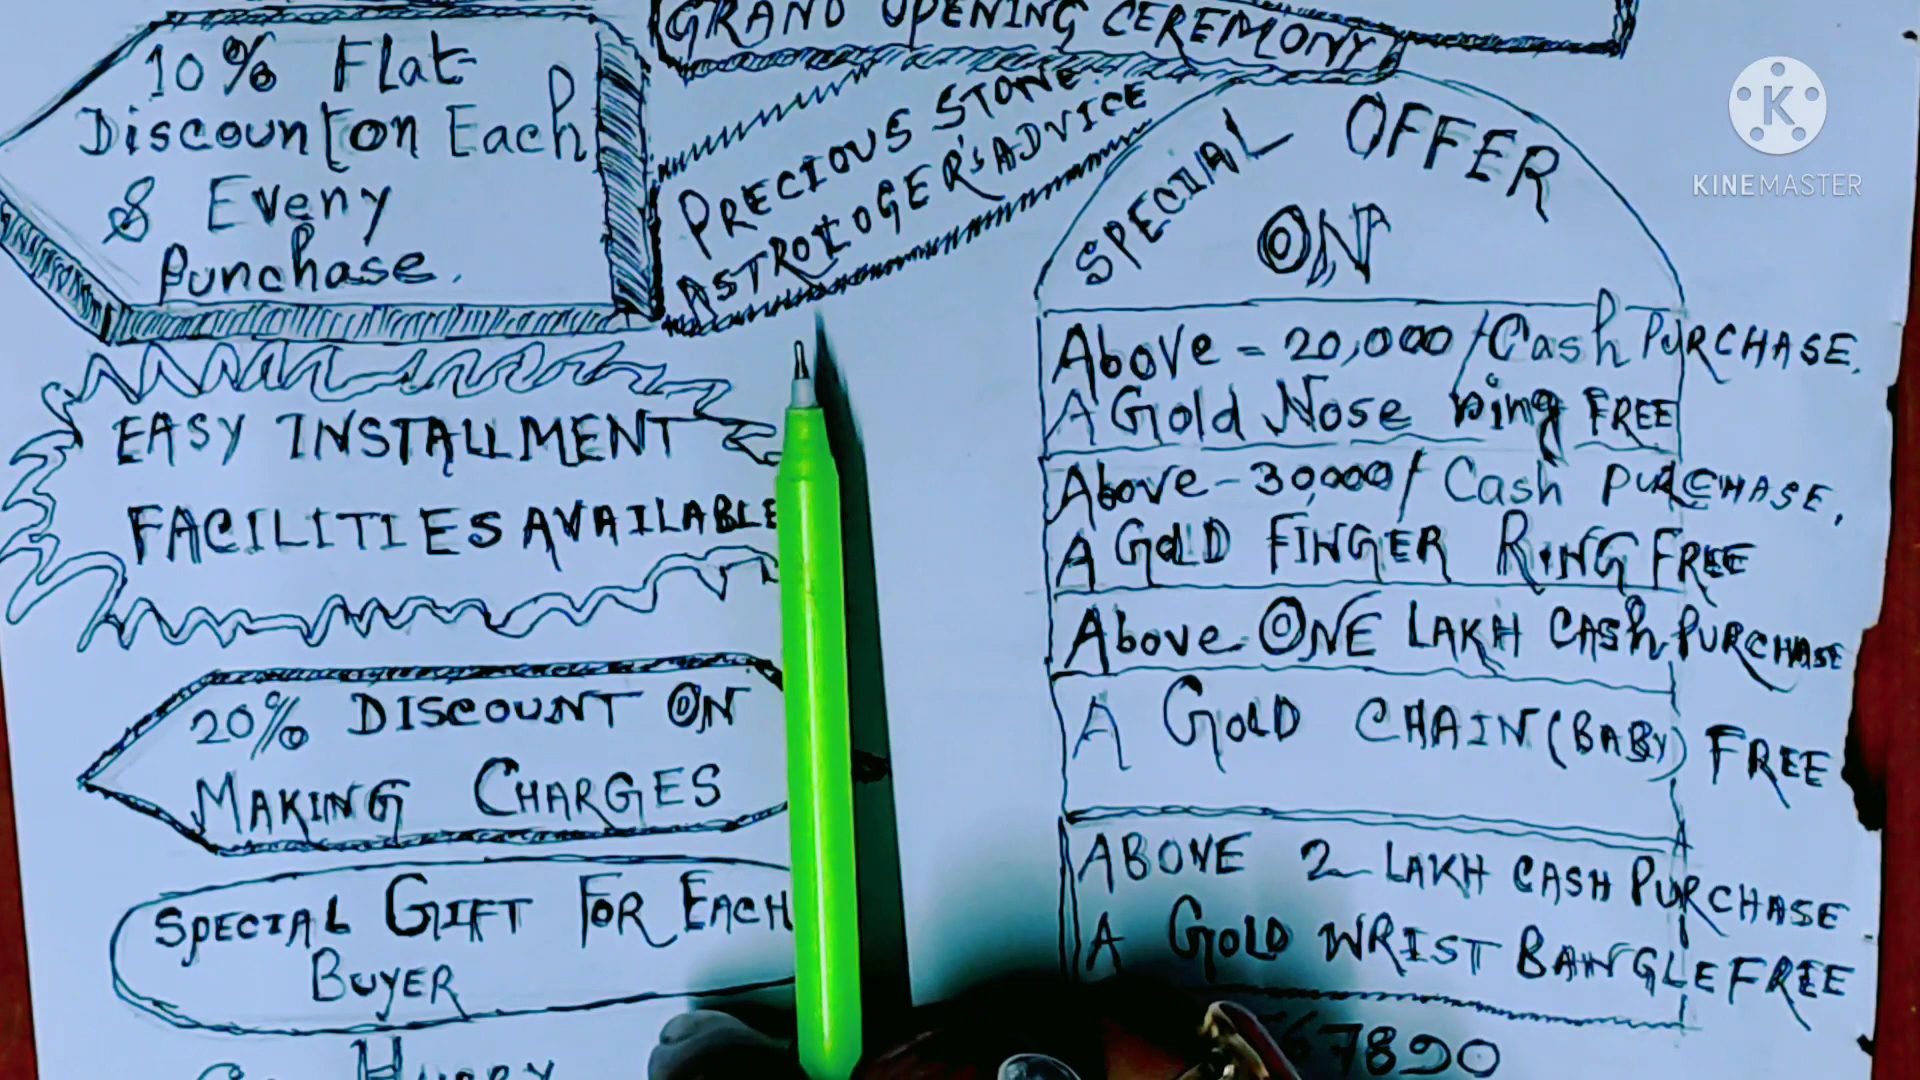 GRAND OPENING CEREMONY
10% Flat
Discount on Each
& Every
Purchase.
PRECIOUS STONE
ASTROLOGER'S ADVICE
EASY INSTALLMENT
FACILITIES AVAILABLE
20% DISCOUNT ON
MAKING CHARGES
SPECIAL GIFT FOR EACH
BUYER
HURRY
SPECIAL OFFER
ON
Above - 20,000/ Cash PURCHASE.
A Gold Nose Ring FREE
Above - 30,000/ Cash PURCHASE.
A GOLD FINGER RING FREE
Above ONE LAKH CASH PURCHASE
A GOLD CHAIN (BABY) FREE
ABOVE 2 LAKH CASH PURCHASE
A GOLD WRIST BANGLE FREE
67890
K
KINEMASTER